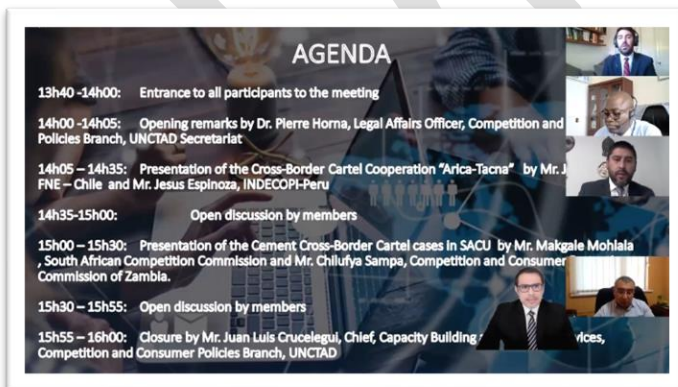 AGENDA
13h40 -14h00: Entrance to all participants to the meeting
14h00 -14h05: Opening remarks by Dr. Pierre Horna, Legal Affairs Officer, Competition and
Policies Branch, UNCTAD Secretariat
14h05 – 14h35: Presentation of the Cross-Border Cartel Cooperation “Arica-Tacna” by Mr. J
FNE – Chile and Mr. Jesus Espinoza, INDECOPI-Peru
14h35-15h00: Open discussion by members
15h00 – 15h30: Presentation of the Cement Cross-Border Cartel cases in SACU by Mr. Makgale Mohlala
, South African Competition Commission and Mr. Chilufya Sampa, Competition and Consumer
Commission of Zambia.
15h30 – 15h55: Open discussion by members
15h55 – 16h00: Closure by Mr. Juan Luis Crucelegui, Chief, Capacity Building
Competition and Consumer Policies Branch, UNCTAD